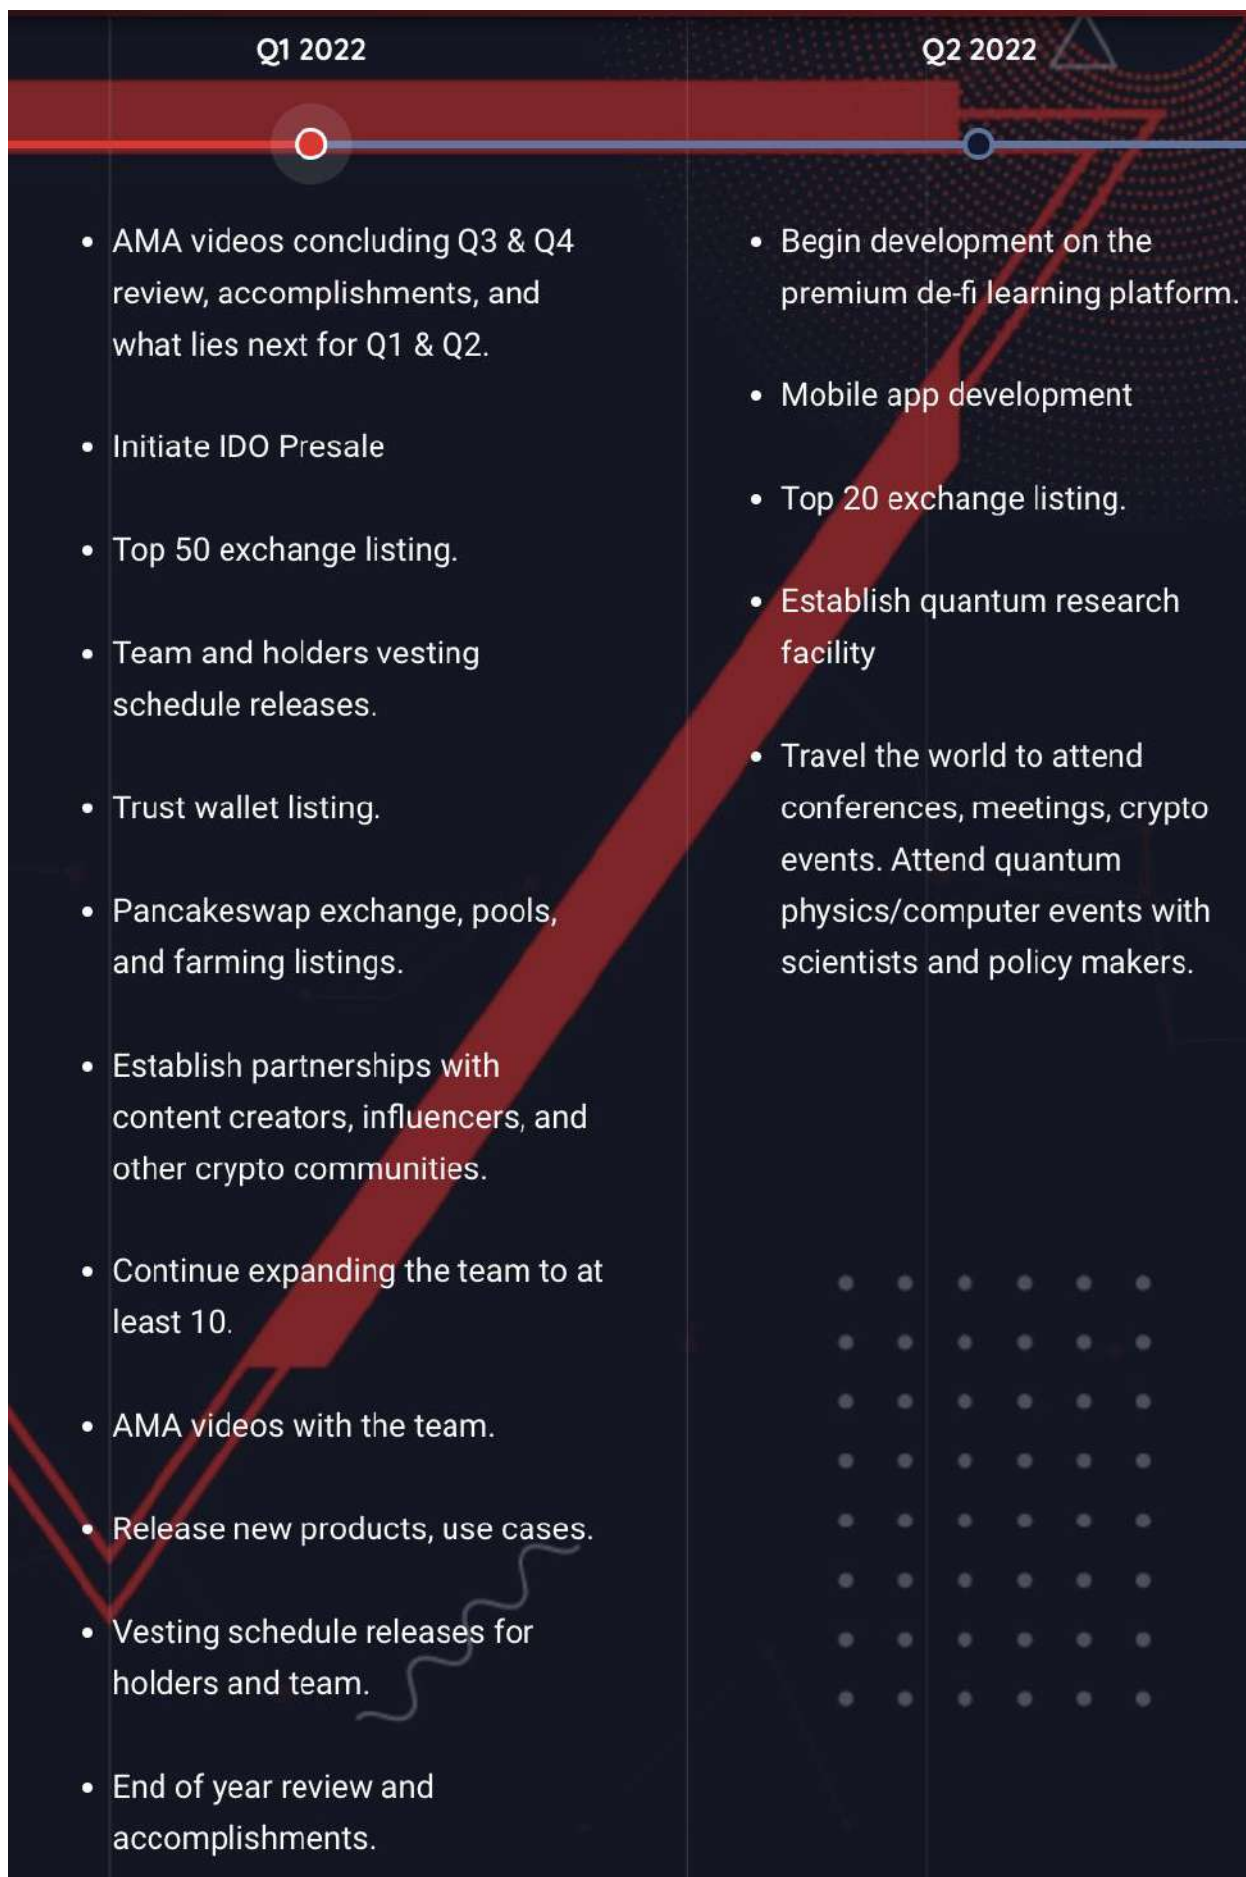 Q1 2022
• AMA videos concluding Q3 & Q4
review, accomplishments, and
what lies next for Q1 & Q2.
• Initiate IDO Presale
• Top 50 exchange listing.
• Team and holders vesting
schedule releases.
• Trust wallet listing.
• Pancakeswap exchange, pools,
and farming listings.
• Establish partnerships with
content creators, influencers, and
other crypto communities.
• Continue expanding the team to at
least 10.
• AMA videos with the team.
• Release new products, use cases.
• Vesting schedule releases for
holders and team.
• End of year review and
accomplishments.
Q2 2022
• Begin development on the
premium de-fi learning platform.
• Mobile app development
• Top 20 exchange listing.
• Establish quantum research
facility
• Travel the world to attend
conferences, meetings, crypto
events. Attend quantum
physics/computer events with
scientists and policy makers.